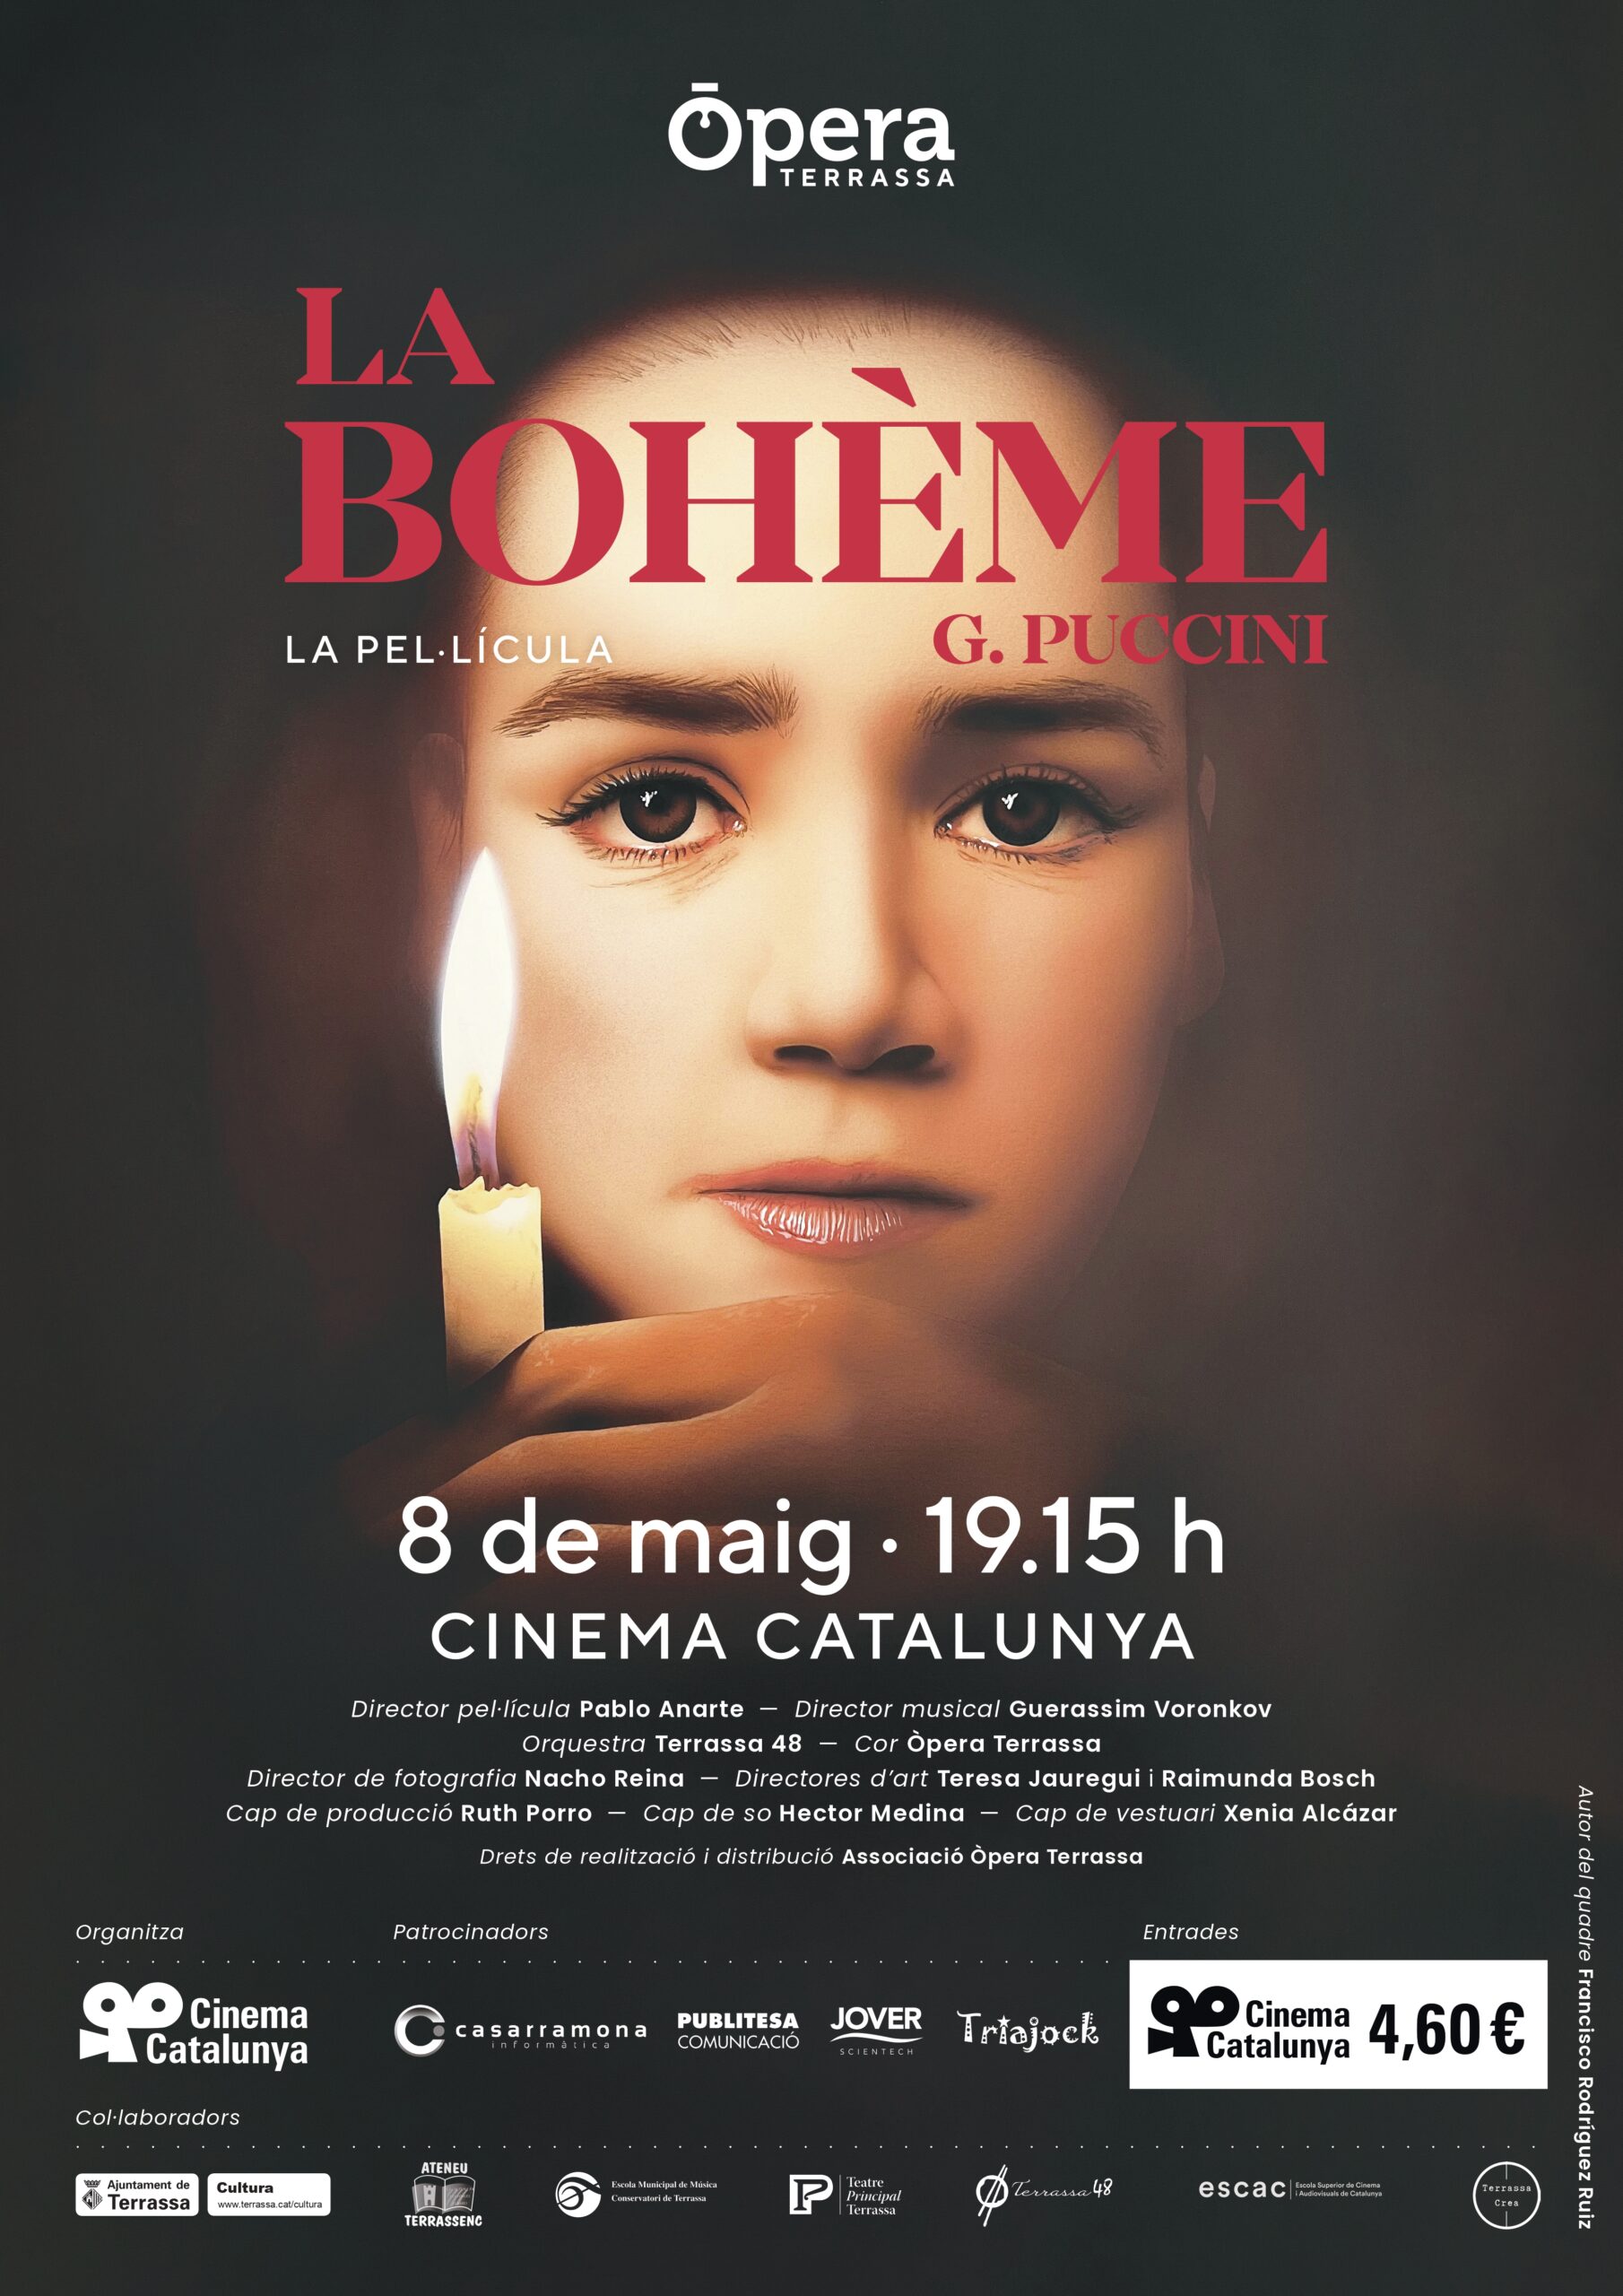 Òpera
TERRASSA
LA
BOHÈME
LA PEL·LÍCULA
G. PUCCINI
8 de maig · 19.15 h
CINEMA CATALUNYA
Director pel·lícula Pablo Anarte — Director musical Guerassim Voronkov
Orquestra Terrassa 48 — Cor Òpera Terrassa
Director de fotografia Nacho Reina — Directores d’art Teresa Jauregui i Raimunda Bosch
Cap de producció Ruth Porro — Cap de so Hector Medina — Cap de vestuari Xenia Alcázar
Drets de realització i distribució Associació Òpera Terrassa
Autor del quadre Francisco Rodríguez Ruiz
Organitza
Cinema
Catalunya
Patrocinadors
casarramona
informàtica
PUBLITESA
COMUNICACIÓ
JOVER
SCIENTECH
Triajock
Entrades
Cinema
Catalunya
4,60 €
Col·laboradors
Ajuntament de
Terrassa
Cultura
www.terrassa.cat/cultura
ATENEU
TERRASSENC
Escola Municipal de Música
Conservatori de Terrassa
Teatre
Principal
Terrassa
Terrassa 48
escac
Escola Superior de Cinema
i Audiovisuals de Catalunya
Terrassa
Crea